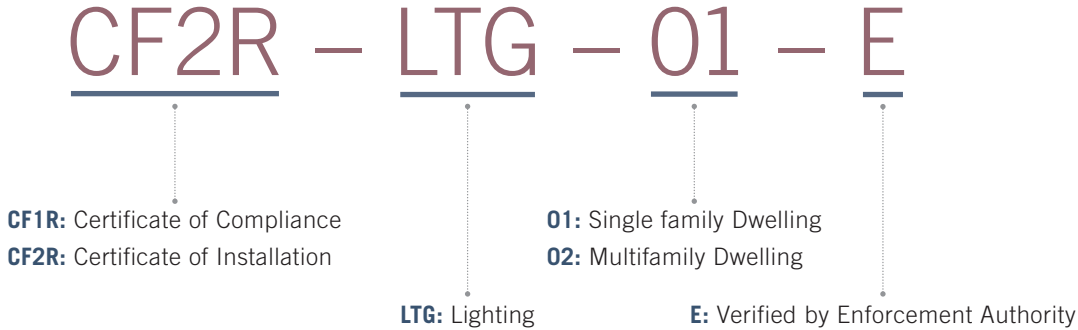 CF2R – LTG – 01 – E
CF1R: Certificate of Compliance
CF2R: Certificate of Installation
01: Single family Dwelling
02: Multifamily Dwelling
LTG: Lighting
E: Verified by Enforcement Authority